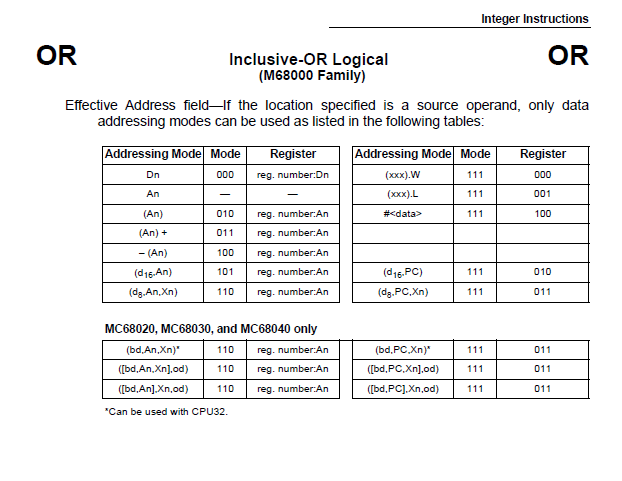 Integer Instructions
OR Inclusive-OR Logical OR
(M68000 Family)
Effective Address field—If the location specified is a source operand, only data
addressing modes can be used as listed in the following tables:
Addressing Mode Mode Register Addressing Mode Mode Register
Dn 000 reg. number:Dn (xxx).W 111 000
An — — (xxx).L 111 001
(An) 010 reg. number:An #<data> 111 100
(An) + 011 reg. number:An
– (An) 100 reg. number:An
(d16,An) 101 reg. number:An (d16,PC) 111 010
(d8,An,Xn) 110 reg. number:An (d8,PC,Xn) 111 011
MC68020, MC68030, and MC68040 only
(bd,An,Xn)* 110 reg. number:An (bd,PC,Xn)* 111 011
([bd,An,Xn],od) 110 reg. number:An ([bd,PC,Xn],od) 111 011
([bd,An],Xn,od) 110 reg. number:An ([bd,PC],Xn,od) 111 011
*Can be used with CPU32.